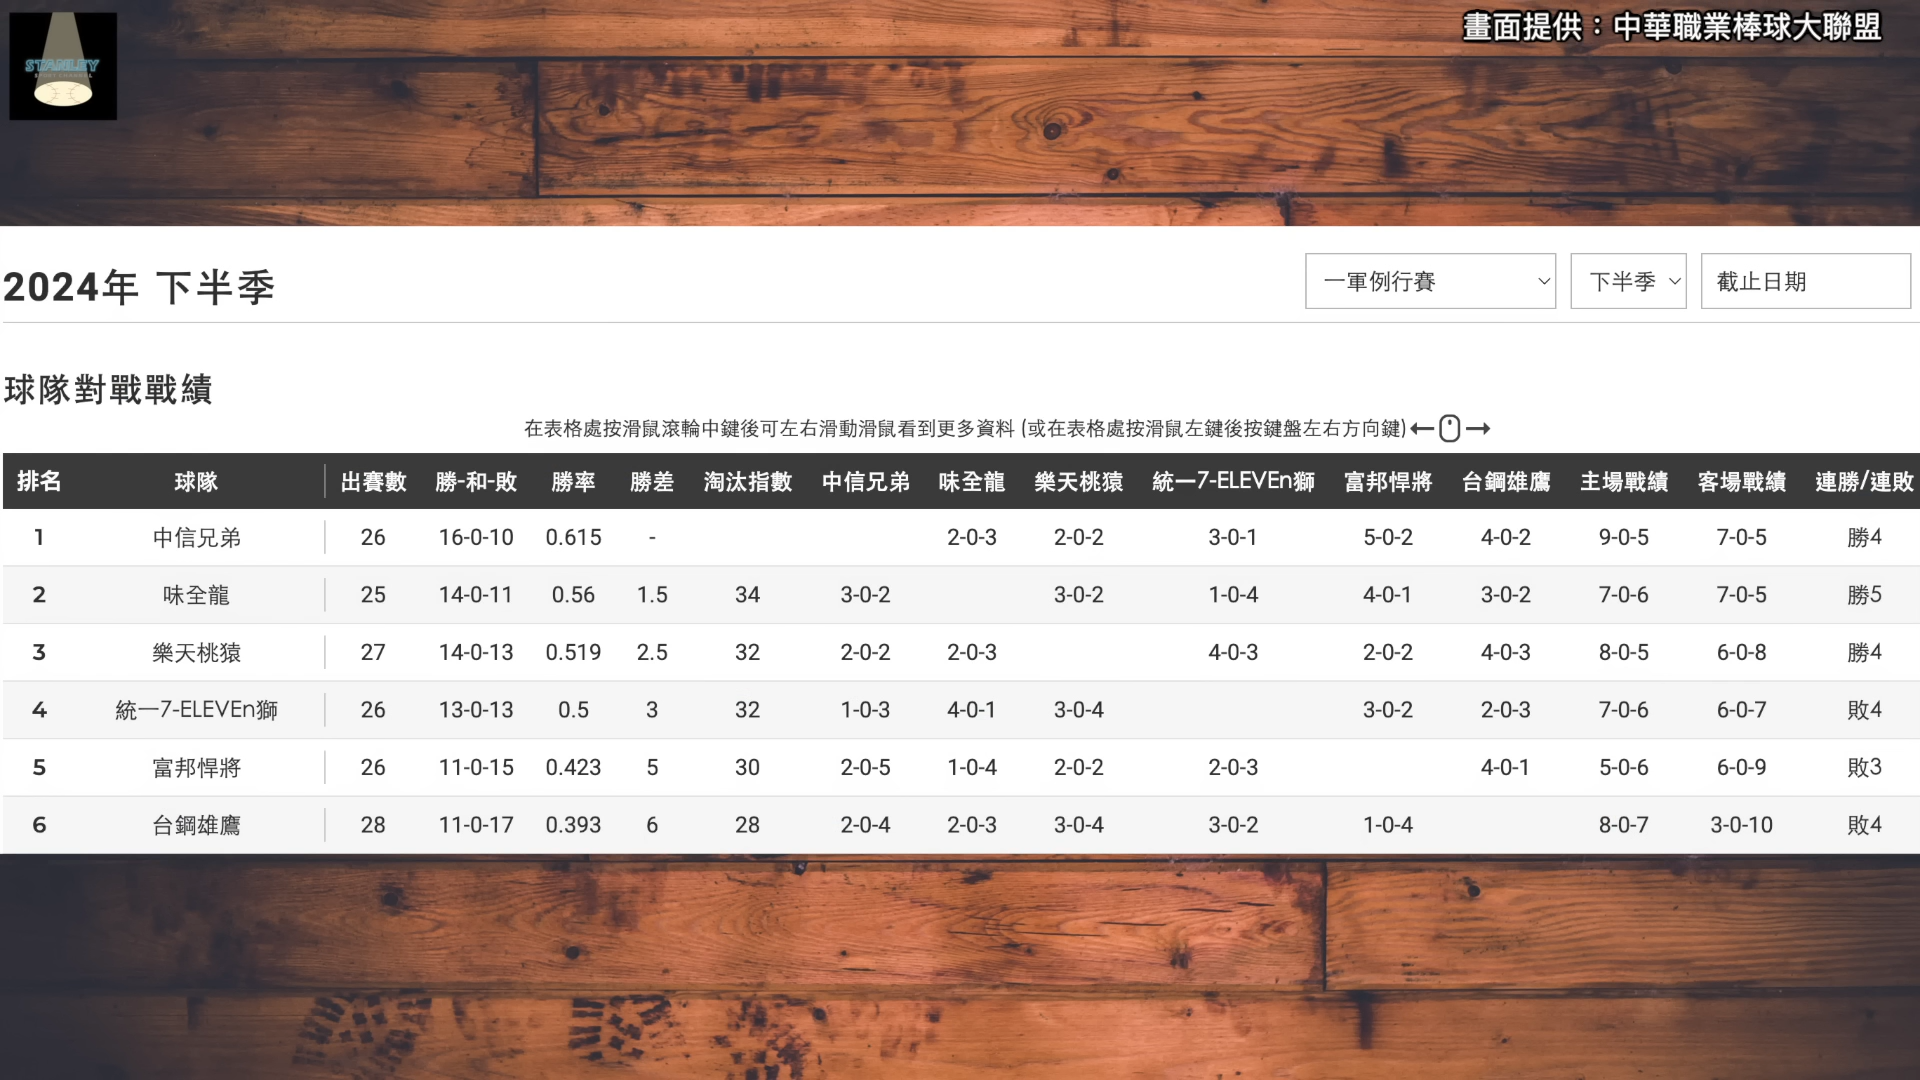 STANLEY
畫面提供：中華職業棒球大聯盟
2024年 下半季
一軍例行賽 下半季 截止日期
球隊對戰戰績
在表格處按滑鼠滾輪中鍵後可左右滑動滑鼠看到更多資料 (或在表格處按滑鼠左鍵後按鍵盤左右方向鍵)
排名 球隊 出賽數 勝-和-敗 勝率 勝差 淘汰指數 中信兄弟 味全龍 樂天桃猿 統一7-ELEVEn獅 富邦悍將 台鋼雄鷹 主場戰績 客場戰績 連勝/連敗
1 中信兄弟 26 16-0-10 0.615 - 2-0-3 2-0-2 3-0-1 5-0-2 4-0-2 9-0-5 7-0-5 勝4
2 味全龍 25 14-0-11 0.56 1.5 34 3-0-2 3-0-2 1-0-4 4-0-1 3-0-2 7-0-6 7-0-5 勝5
3 樂天桃猿 27 14-0-13 0.519 2.5 32 2-0-2 2-0-3 4-0-3 2-0-2 4-0-3 8-0-5 6-0-8 勝4
4 統一7-ELEVEn獅 26 13-0-13 0.5 3 32 1-0-3 4-0-1 3-0-4 3-0-2 2-0-3 7-0-6 6-0-7 敗4
5 富邦悍將 26 11-0-15 0.423 5 30 2-0-5 1-0-4 2-0-2 2-0-3 4-0-1 5-0-6 6-0-9 敗3
6 台鋼雄鷹 28 11-0-17 0.393 6 28 2-0-4 2-0-3 3-0-4 3-0-2 1-0-4 8-0-7 3-0-10 敗4